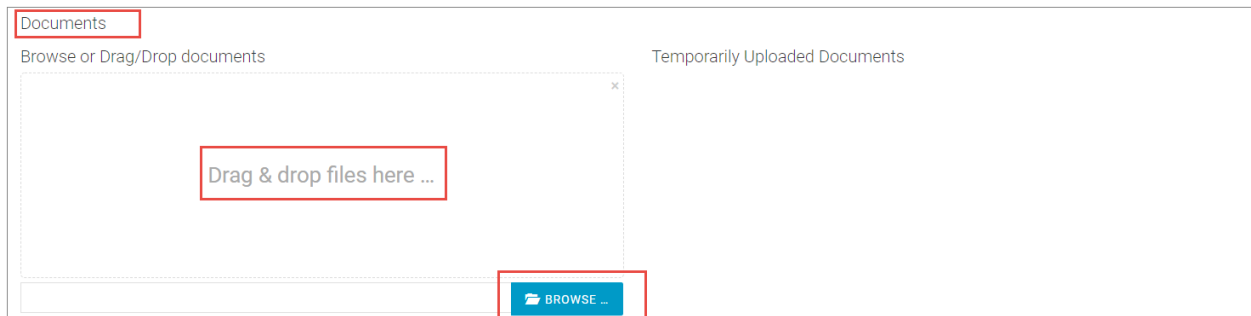 Documents
Browse or Drag/Drop documents
Temporarily Uploaded Documents
×
Drag & drop files here …
BROWSE …